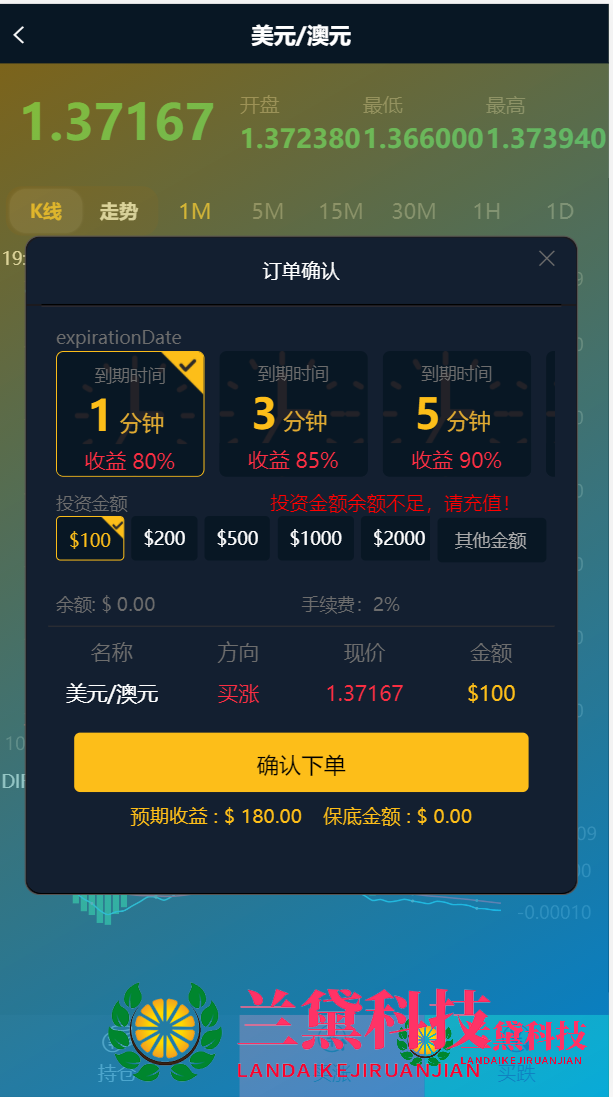 美元/澳元
1.37167
开盘 最低 最高
1.372380 1.366000 1.373940
K线 走势 1M 5M 15M 30M 1H 1D
19:
订单确认
expirationDate
到期时间 到期时间 到期时间
1 分钟 3 分钟 5 分钟
收益 80% 收益 85% 收益 90%
投资金额 投资金额余额不足，请充值！
$100 $200 $500 $1000 $2000 其他金额
余额: $ 0.00 手续费：2%
名称 方向 现价 金额
美元/澳元 买涨 1.37167 $100
10
确认下单
DIF
预期收益 : $ 180.00 保底金额 : $ 0.00
-0.00010
兰黛科技
LANDAIKEJIRUANJIAN
黛科技
LANDAIKEJIRUANJIAN
持仓 买涨 买跌